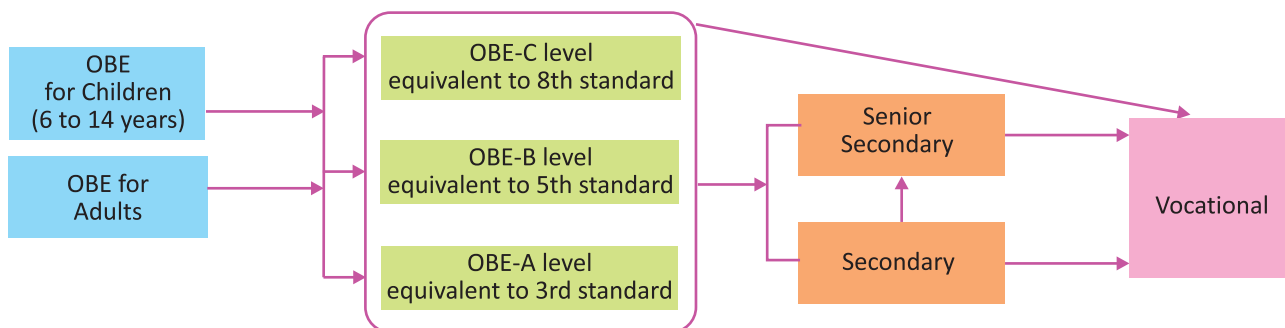 OBE
for Children
(6 to 14 years)
OBE for
Adults
OBE-C level
equivalent to 8th standard
OBE-B level
equivalent to 5th standard
OBE-A level
equivalent to 3rd standard
Senior
Secondary
Secondary
Vocational